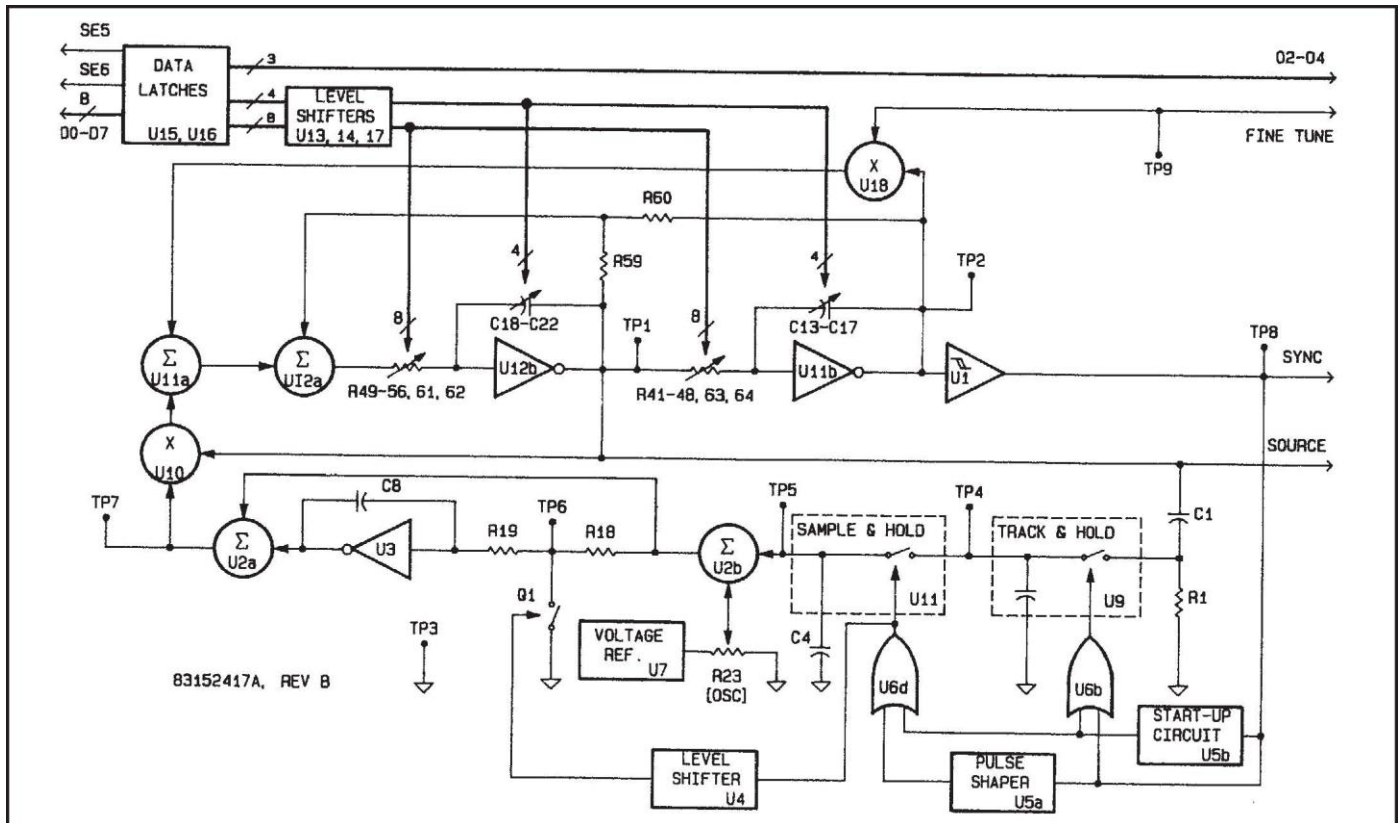 SE5
SE6
8
D0-D7
DATA
LATCHES
U15, U16
3
4
8
LEVEL
SHIFTERS
U13, 14, 17
02-04
FINE TUNE
TP9
X
U18
R60
R59
4
4
8
8
C18-C22
C13-C17
TP1
TP2
TP8
SYNC
Σ
U11a
Σ
UI2a
R49-56, 61, 62
U12b
R41-48, 63, 64
U11b
U1
X
U10
SOURCE
TP7
C8
Σ
U2a
U3
R19
TP6
R18
Σ
U2b
TP5
SAMPLE & HOLD
U11
TP4
TRACK & HOLD
U9
C1
R1
Q1
TP3
VOLTAGE
REF.
U7
R23
[OSC]
C4
U6d
U6b
START-UP
CIRCUIT
U5b
83152417A, REV B
LEVEL
SHIFTER
U4
PULSE
SHAPER
U5a